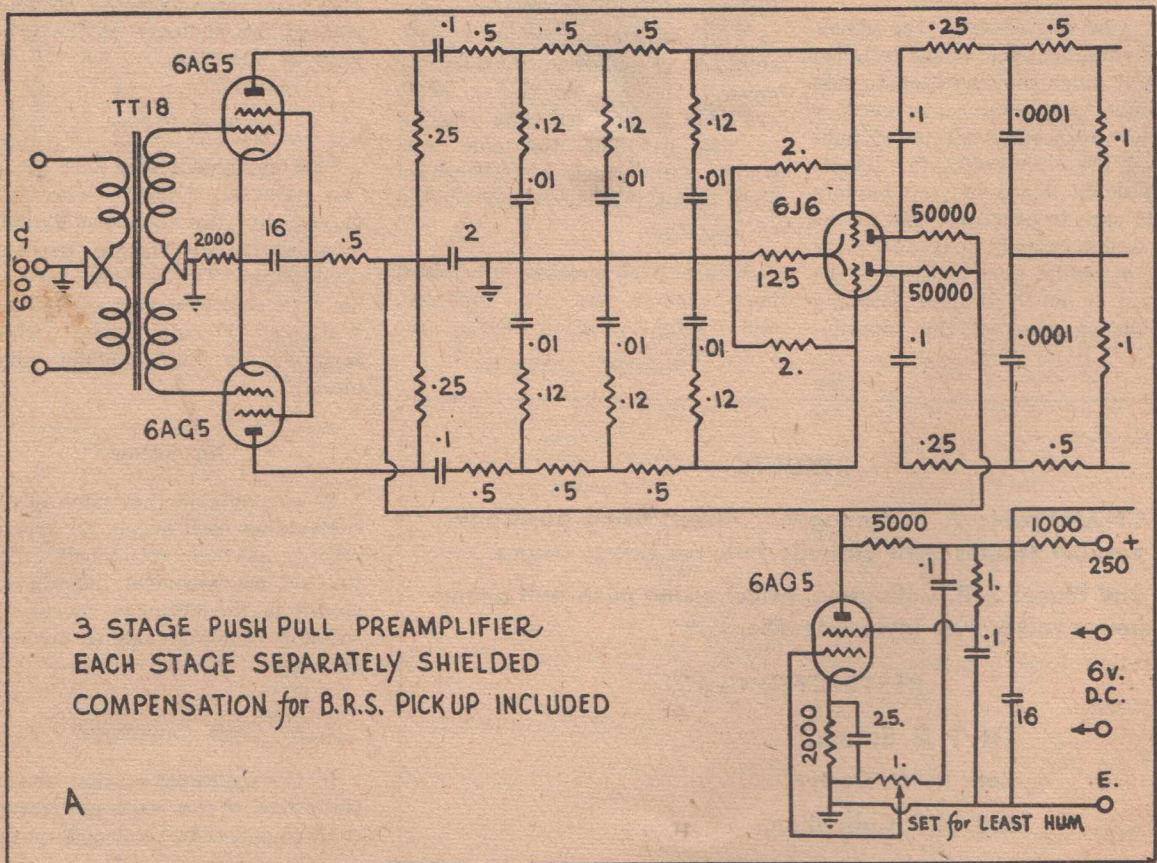 ·1 ·5 ·5 ·5 ·25 ·5
6AG5
TT18
·25 ·12 ·12 ·12 2. ·1 ·0001 ·1
·01 ·01 ·01
6J6 50000
600Ω 2000 16 ·5 2 125
50000
·01 ·01 ·01 ·1 ·0001 ·1
2.
·25 ·12 ·12 ·12
6AG5
·1 ·25 ·5
·5 ·5 ·5
5000 1000 +
250
6AG5 ·1 1.
·1
3 STAGE PUSH PULL PREAMPLIFIER
EACH STAGE SEPARATELY SHIELDED
COMPENSATION for B.R.S. PICKUP INCLUDED
6v.
D.C.
2000 25. 16
1.
E.
A
SET for LEAST HUM